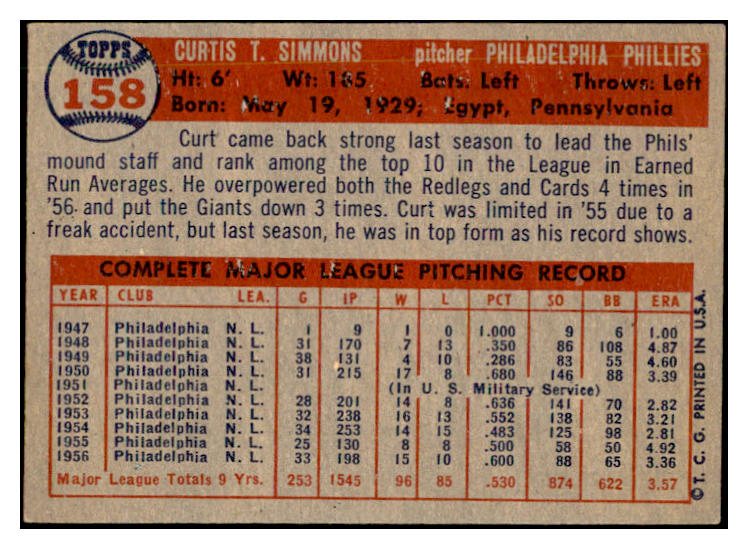 TOPPS
158
CURTIS T. SIMMONS pitcher PHILADELPHIA PHILLIES
Ht: 6' Wt: 185 Bats: Left Throws: Left
Born: May 19, 1929; Egypt, Pennsylvania
Curt came back strong last season to lead the Phils'
mound staff and rank among the top 10 in the League in Earned
Run Averages. He overpowered both the Redlegs and Cards 4 times in
'56 and put the Giants down 3 times. Curt was limited in '55 due to a
freak accident, but last season, he was in top form as his record shows.
COMPLETE MAJOR LEAGUE PITCHING RECORD
YEAR CLUB LEA. G IP W L PCT SO BB ERA
1947 Philadelphia N. L. 1 9 1 0 1.000 9 6 1.00
1948 Philadelphia N. L. 31 170 7 13 .350 86 108 4.87
1949 Philadelphia N. L. 38 131 4 10 .286 83 55 4.60
1950 Philadelphia N. L. 31 215 17 8 .680 146 88 3.39
1951 Philadelphia N. L. (In U. S. Military Service)
1952 Philadelphia N. L. 28 201 14 8 .636 141 70 2.82
1953 Philadelphia N. L. 32 238 16 13 .552 138 82 3.21
1954 Philadelphia N. L. 34 253 14 15 .483 125 98 2.81
1955 Philadelphia N. L. 25 130 8 8 .500 58 50 4.92
1956 Philadelphia N. L. 33 198 15 10 .600 88 65 3.36
Major League Totals 9 Yrs. 253 1545 96 85 .530 874 622 3.57
©T. C. G. PRINTED IN U.S.A.